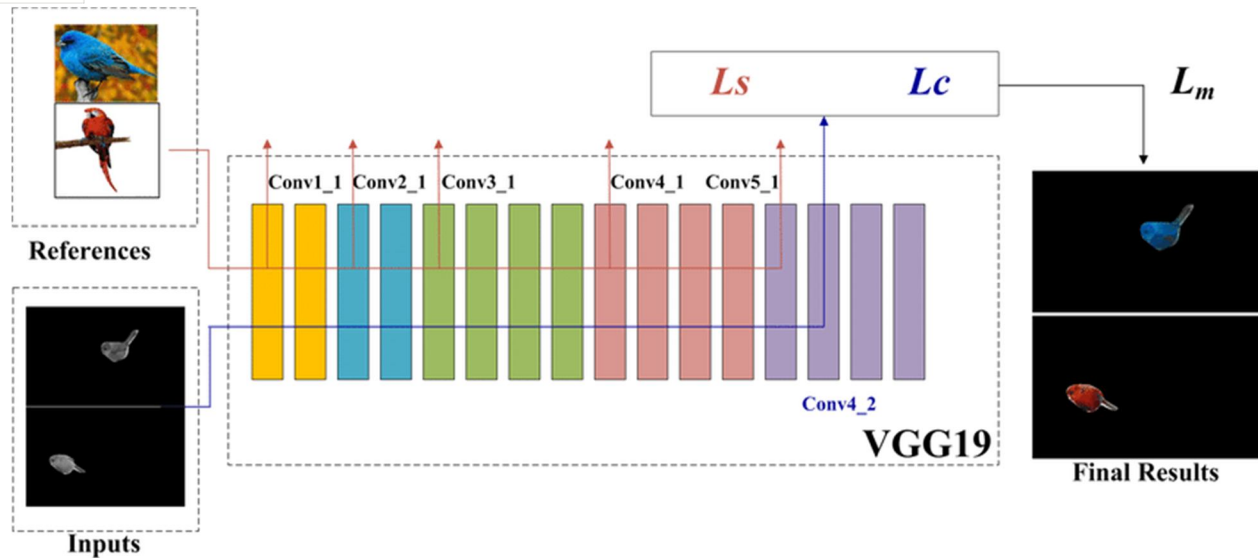 References
Inputs
Ls
Lc
Lm
Conv1_1
Conv2_1
Conv3_1
Conv4_1
Conv5_1
Conv4_2
VGG19
Final Results